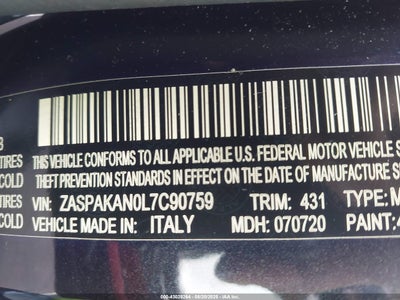 THIS VEHICLE CONFORMS TO ALL APPLICABLE U.S. FEDERAL MOTOR VEHICLE S
TIRES THEFT PREVENTION STANDARDS IN EFFECT ON THE DATE OF MANUFACTURE S
COLD
VIN: ZASPAKAN0L7C90759 TRIM: 431 TYPE: M
TIRES VEHICLE MADE IN: ITALY MDH: 070720 PAINT: 4
COLD